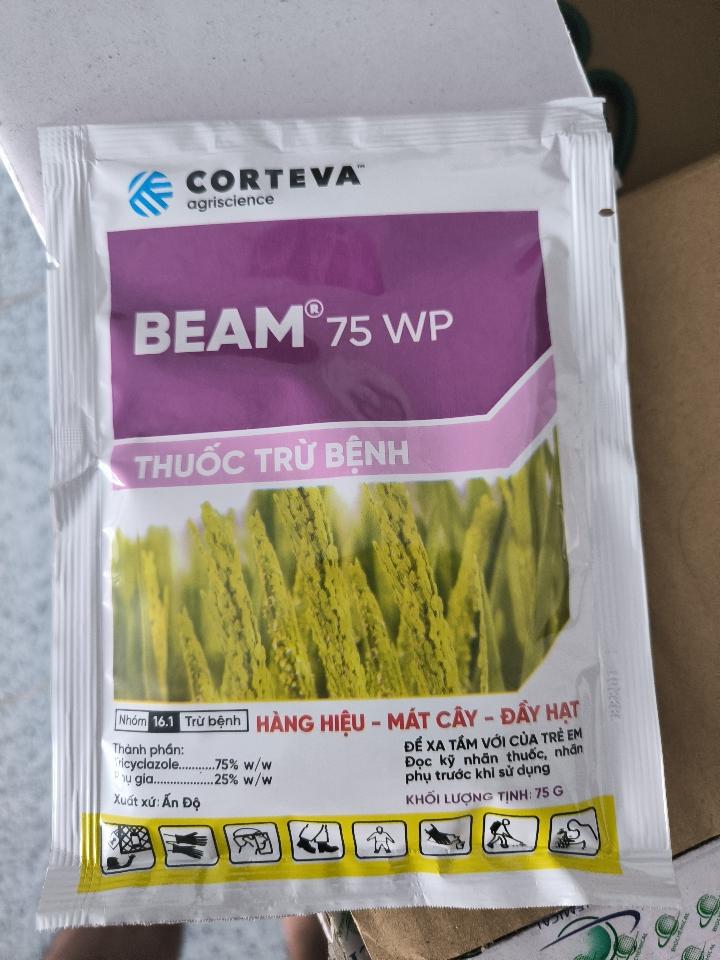 CORTEVA™
agriscience
BEAM® 75 WP
THUỐC TRỪ BỆNH
Nhóm 16.1 Trừ bệnh
HÀNG HIỆU - MÁT CÂY - ĐẦY HẠT
Thành phần:
Tricyclazole...........75% w/w
Phụ gia..................25% w/w
Xuất xứ: Ấn Độ
ĐỂ XA TẦM VỚI CỦA TRẺ EM
Đọc kỹ nhãn thuốc, nhãn
phụ trước khi sử dụng
KHỐI LƯỢNG TỊNH: 75 G